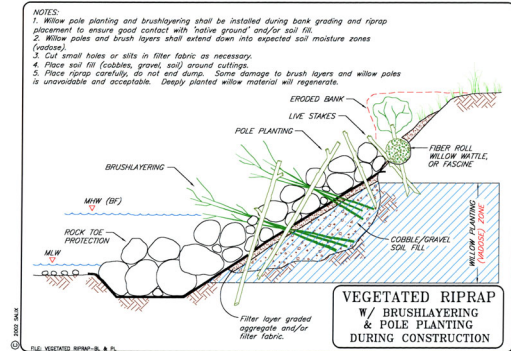 NOTES:
1. Willow pole planting and brushlayering shall be installed during bank grading and riprap
placement to ensure good contact with 'native ground' and/or soil fill.
2. Willow poles and brush layers shall extend down into expected soil moisture zones
(vadose).
3. Cut small holes or slits in filter fabric as necessary.
4. Place soil fill (cobbles, gravel, soil) around cuttings.
5. Place riprap carefully, do not end dump. Some damage to brush layers and willow poles
is unavoidable and acceptable. Deeply planted willow material will regenerate.
ERODED BANK
LIVE STAKES
POLE PLANTING
BRUSHLAYERING
FIBER ROLL
WILLOW WATTLE,
OR FASCINE
MHW (BF)
ROCK TOE
PROTECTION
MLW
COBBLE/GRAVEL
SOIL FILL
WILLOW PLANTING
(VADOSE) ZONE
Filter layer graded
aggregate and/or
filter fabric.
VEGETATED RIPRAP
W/ BRUSHLAYERING
& POLE PLANTING
DURING CONSTRUCTION
© 2002 SALIX
FILE: VEGETATED RIPRAP-BL & PL